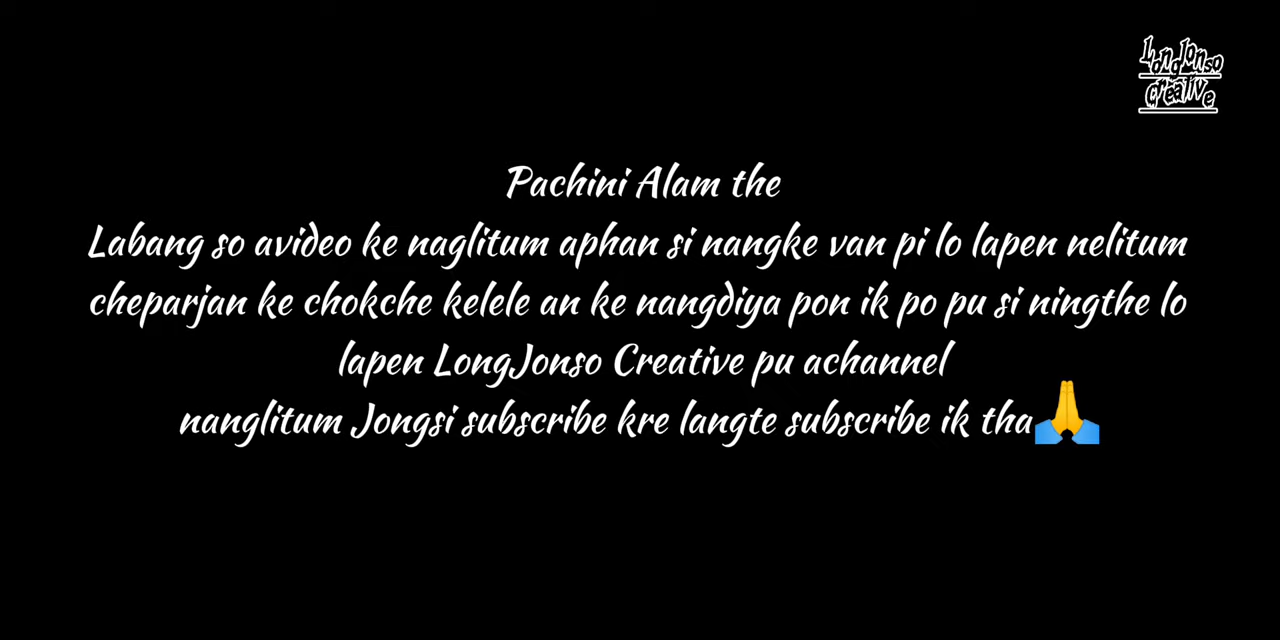 LongJonso
Creative
Pachini Alam the
Labang so avideo ke naglitum aphan si nangke van pi lo lapen nelitum
cheparjan ke chokche kelele an ke nangdiya pon ik po pu si ningthe lo
lapen LongJonso Creative pu achannel
nanglitum Jongsi subscribe kre langte subscribe ik tha🙏